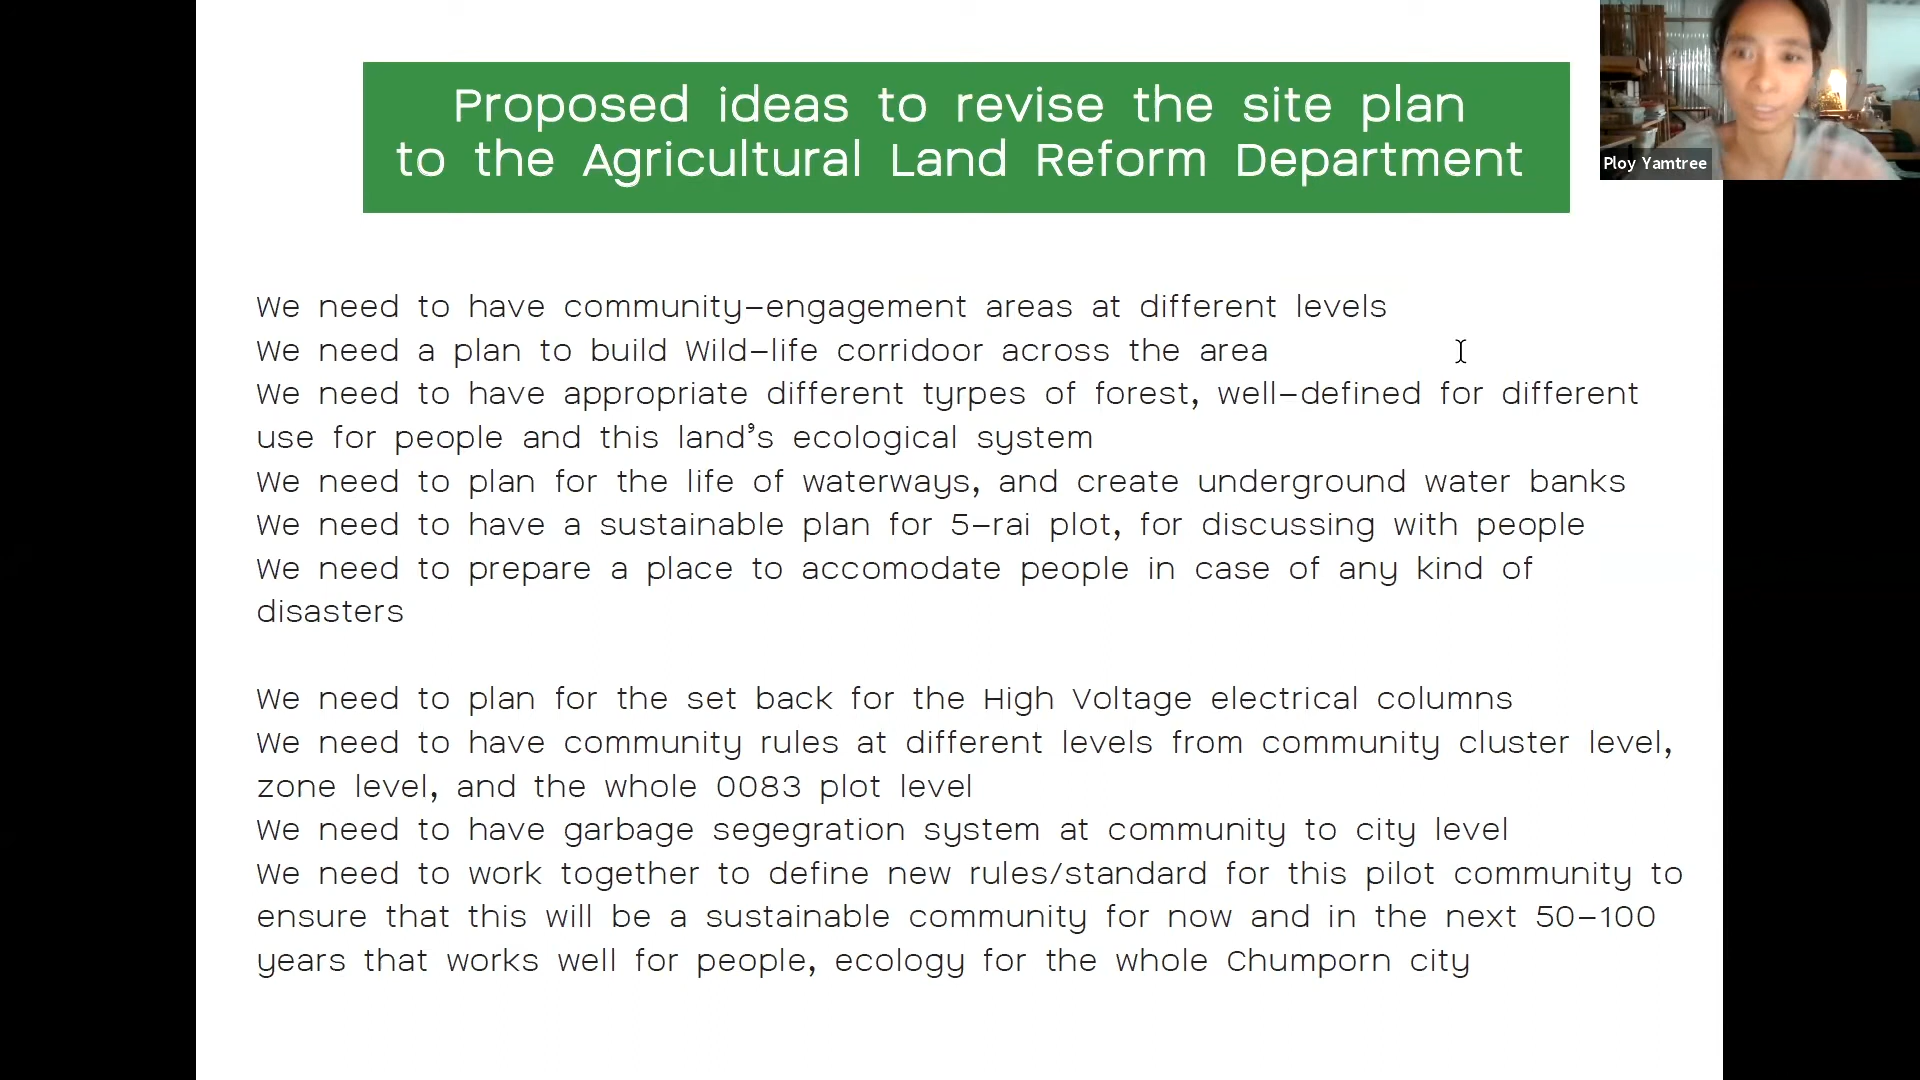 Proposed ideas to revise the site plan
to the Agricultural Land Reform Department
Ploy Yamtree
We need to have community-engagement areas at different levels
We need a plan to build Wild-life corridoor across the area
We need to have appropriate different tyrpes of forest, well-defined for different
use for people and this land's ecological system
We need to plan for the life of waterways, and create underground water banks
We need to have a sustainable plan for 5-rai plot, for discussing with people
We need to prepare a place to accomodate people in case of any kind of
disasters
We need to plan for the set back for the High Voltage electrical columns
We need to have community rules at different levels from community cluster level,
zone level, and the whole 0083 plot level
We need to have garbage segegration system at community to city level
We need to work together to define new rules/standard for this pilot community to
ensure that this will be a sustainable community for now and in the next 50-100
years that works well for people, ecology for the whole Chumporn city